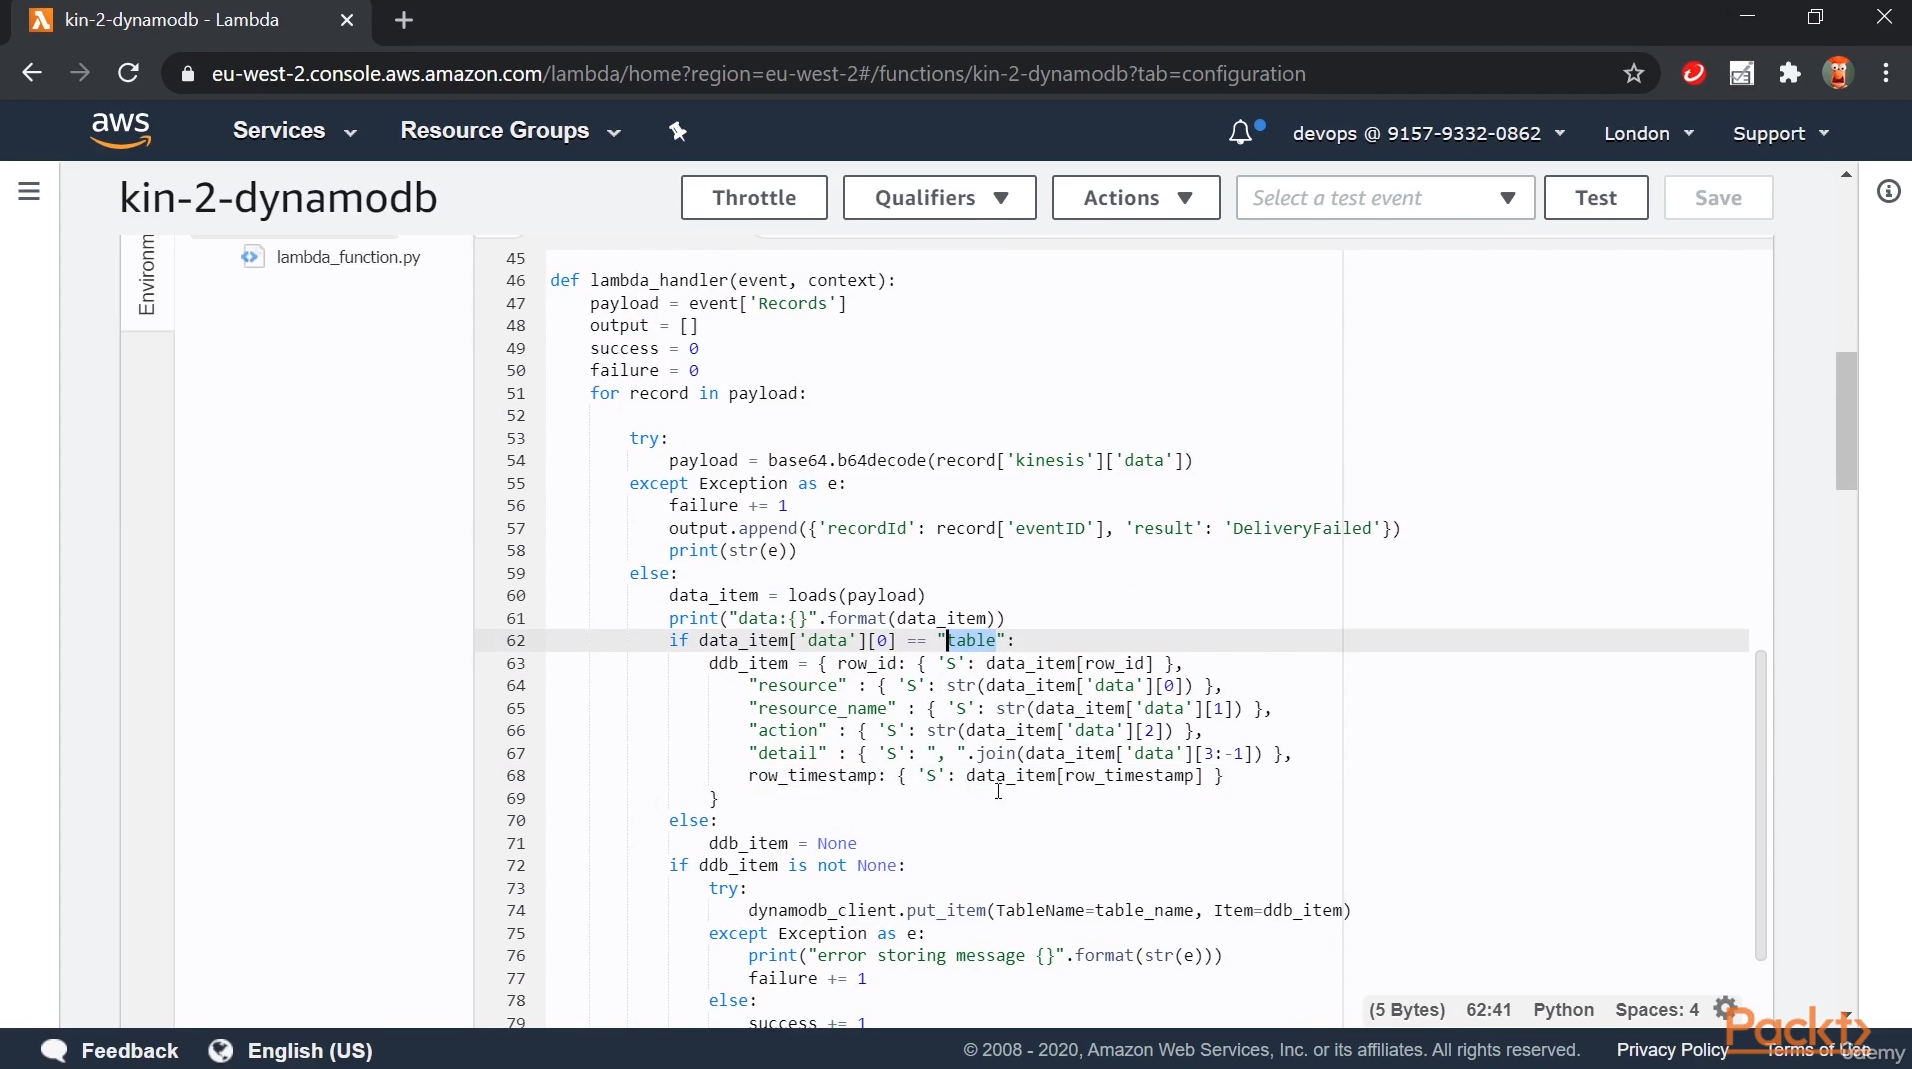 kin-2-dynamodb - Lambda
eu-west-2.console.aws.amazon.com/lambda/home?region=eu-west-2#/functions/kin-2-dynamodb?tab=configuration
aws Services Resource Groups devops @ 9157-9332-0862 London Support
kin-2-dynamodb Throttle Qualifiers Actions Select a test event Test Save
Environm
lambda_function.py
45
46 def lambda_handler(event, context):
47     payload = event['Records']
48     output = []
49     success = 0
50     failure = 0
51     for record in payload:
52
53         try:
54             payload = base64.b64decode(record['kinesis']['data'])
55         except Exception as e:
56             failure += 1
57             output.append({'recordId': record['eventID'], 'result': 'DeliveryFailed'})
58             print(str(e))
59         else:
60             data_item = loads(payload)
61             print("data:{}".format(data_item))
62             if data_item['data'][0] == "table":
63                 ddb_item = { row_id: { 'S': data_item[row_id] },
64                     "resource" : { 'S': str(data_item['data'][0]) },
65                     "resource_name" : { 'S': str(data_item['data'][1]) },
66                     "action" : { 'S': str(data_item['data'][2]) },
67                     "detail" : { 'S': ", ".join(data_item['data'][3:-1]) },
68                     row_timestamp: { 'S': data_item[row_timestamp] }
69                 }
70             else:
71                 ddb_item = None
72             if ddb_item is not None:
73                 try:
74                     dynamodb_client.put_item(TableName=table_name, Item=ddb_item)
75                 except Exception as e:
76                     print("error storing message {}".format(str(e)))
77                     failure += 1
78                 else:
79                     success += 1
(5 Bytes) 62:41 Python Spaces: 4
Packt
Feedback English (US) © 2008 - 2020, Amazon Web Services, Inc. or its affiliates. All rights reserved. Privacy Policy Terms of Use
udemy